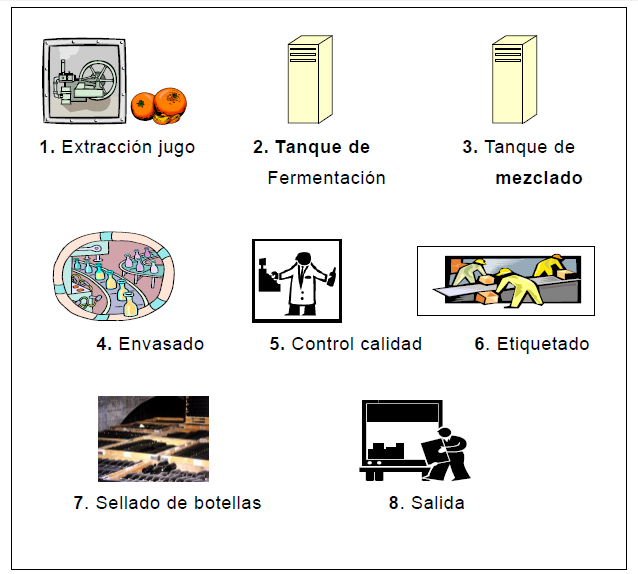 1. Extracción jugo
2. Tanque de
Fermentación
3. Tanque de
mezclado
4. Envasado
5. Control calidad
6. Etiquetado
7. Sellado de botellas
8. Salida